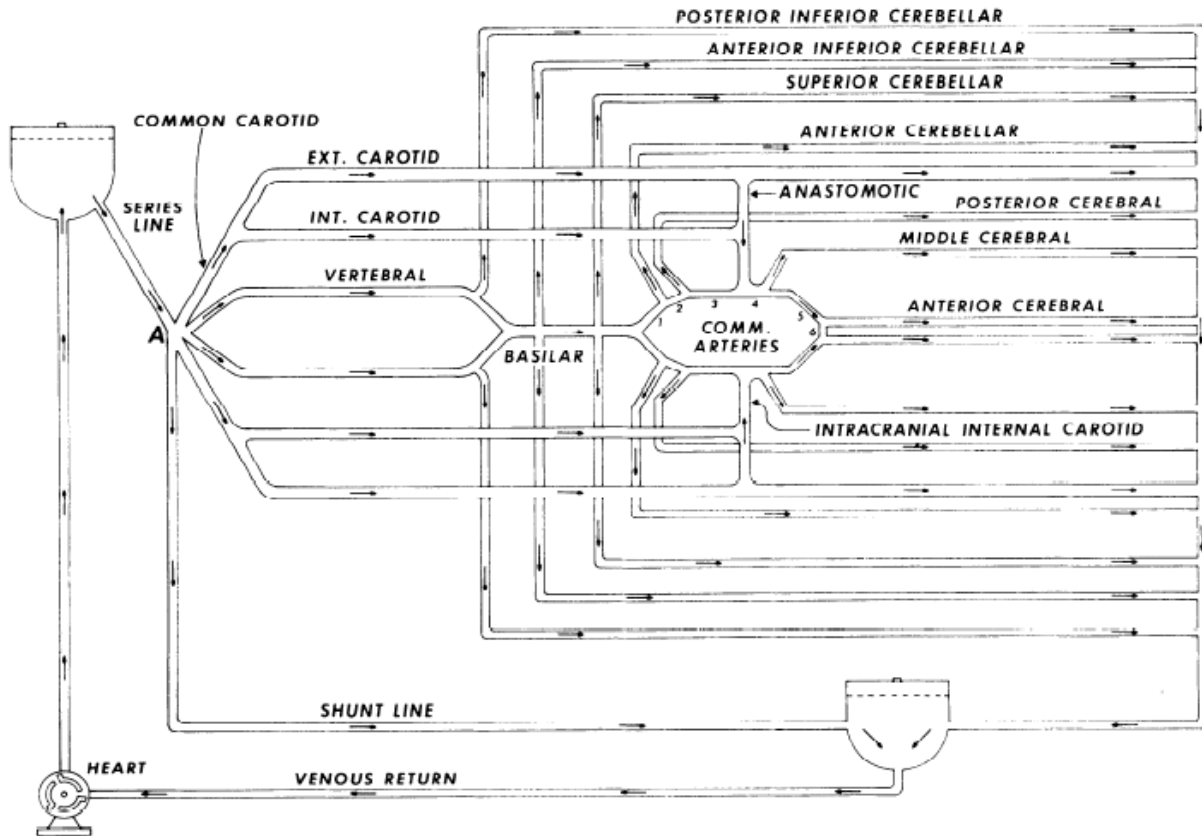 POSTERIOR INFERIOR CEREBELLAR
ANTERIOR INFERIOR CEREBELLAR
SUPERIOR CEREBELLAR
COMMON CAROTID
ANTERIOR CEREBELLAR
EXT. CAROTID
ANASTOMOTIC
SERIES
LINE
INT. CAROTID
POSTERIOR CEREBRAL
MIDDLE CEREBRAL
VERTEBRAL
ANTERIOR CEREBRAL
A
1
2
3
4
5
6
COMM.
ARTERIES
BASILAR
INTRACRANIAL INTERNAL CAROTID
SHUNT LINE
HEART
VENOUS RETURN